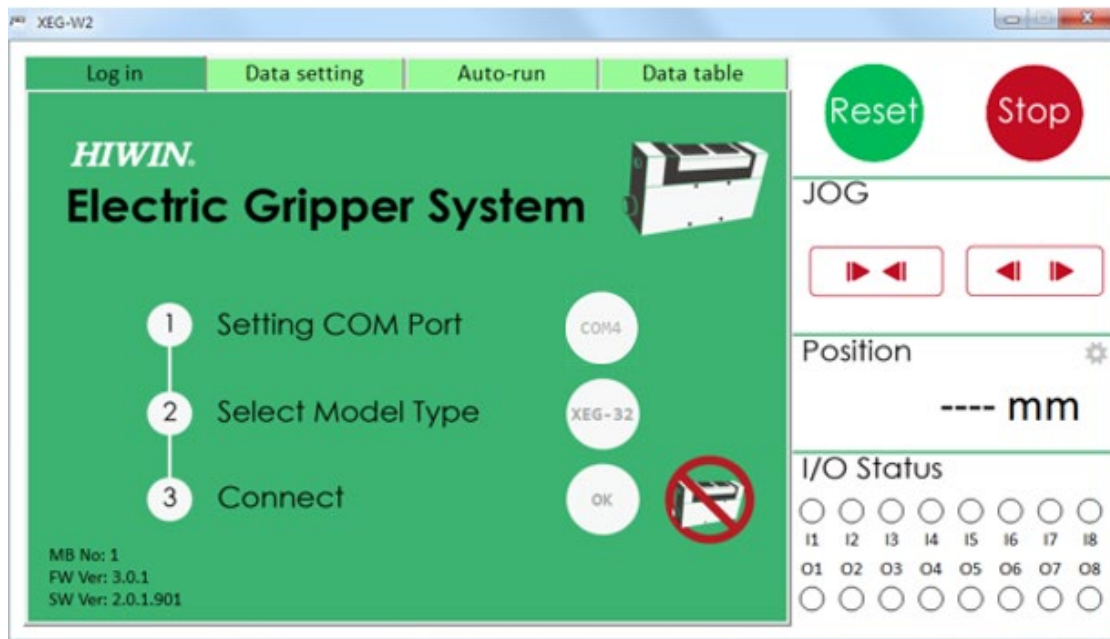 XEG-W2
Log in
Data setting
Auto-run
Data table
HIWIN.
Electric Gripper System
1 Setting COM Port COM4
2 Select Model Type XEG-32
3 Connect OK
MB No: 1
FW Ver: 3.0.1
SW Ver: 2.0.1.901
Reset
Stop
JOG
Position
---- mm
I/O Status
I1 I2 I3 I4 I5 I6 I7 I8
O1 O2 O3 O4 O5 O6 O7 O8